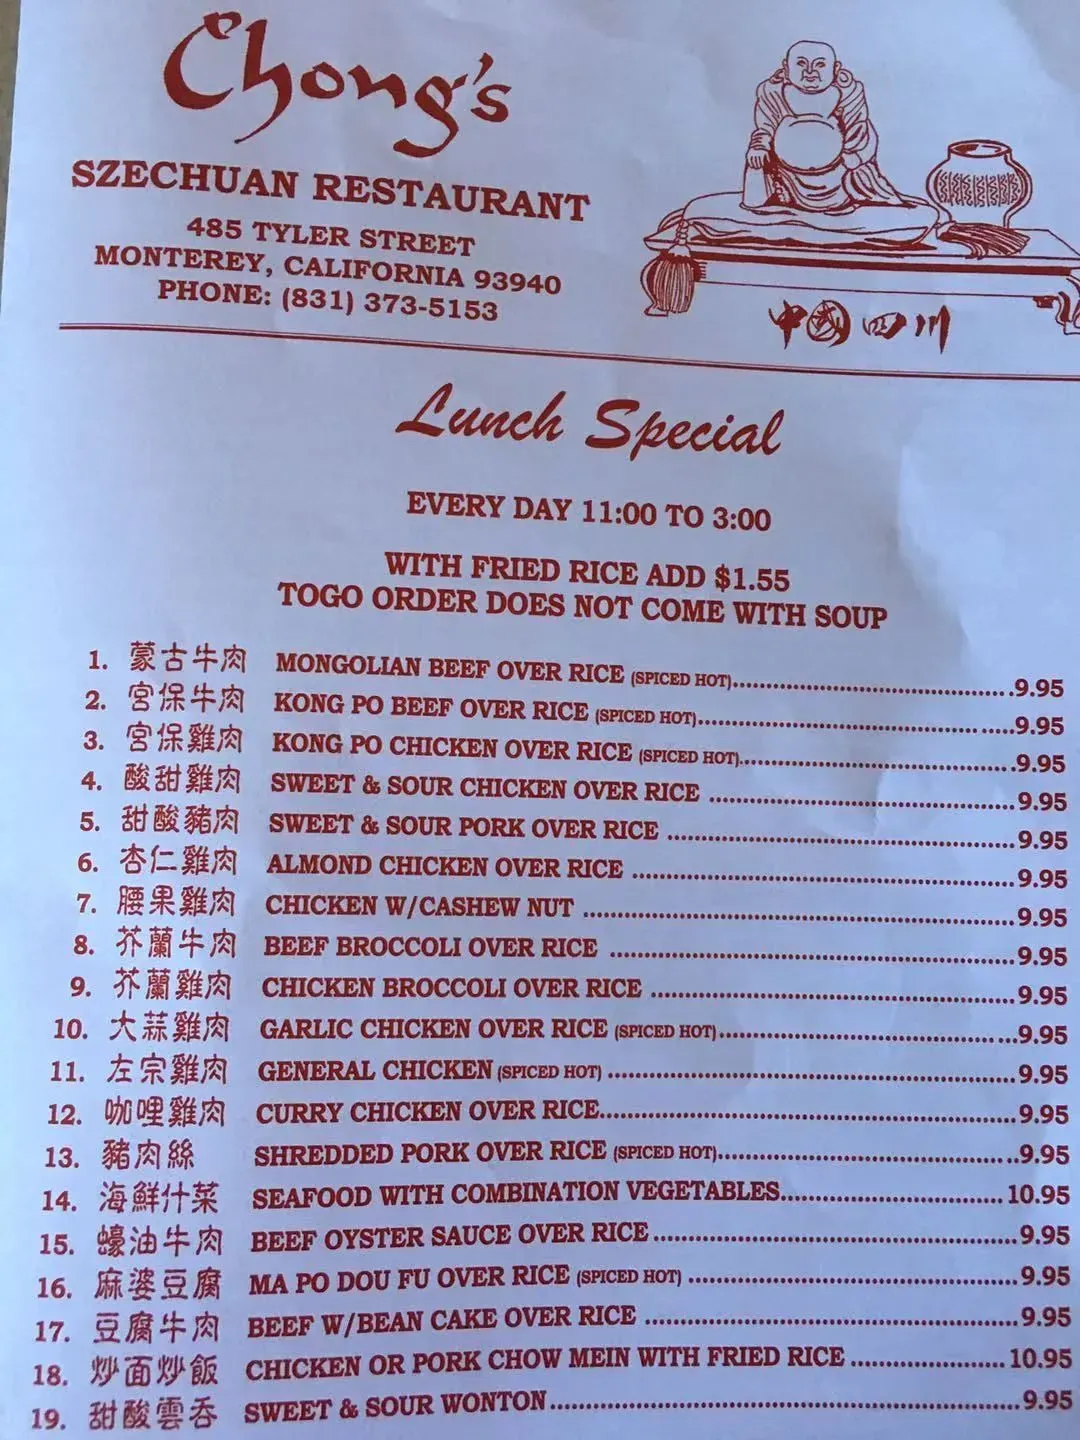 Chong's
SZECHUAN RESTAURANT
485 TYLER STREET
MONTEREY, CALIFORNIA 93940
PHONE: (831) 373-5153
中國四川
Lunch Special
EVERY DAY 11:00 TO 3:00
WITH FRIED RICE ADD $1.55
TOGO ORDER DOES NOT COME WITH SOUP
1. 蒙古牛肉 MONGOLIAN BEEF OVER RICE (SPICED HOT) 9.95
2. 宮保牛肉 KONG PO BEEF OVER RICE (SPICED HOT) 9.95
3. 宮保雞肉 KONG PO CHICKEN OVER RICE (SPICED HOT) 9.95
4. 酸甜雞肉 SWEET & SOUR CHICKEN OVER RICE 9.95
5. 甜酸豬肉 SWEET & SOUR PORK OVER RICE 9.95
6. 杏仁雞肉 ALMOND CHICKEN OVER RICE 9.95
7. 腰果雞肉 CHICKEN W/CASHEW NUT 9.95
8. 芥蘭牛肉 BEEF BROCCOLI OVER RICE 9.95
9. 芥蘭雞肉 CHICKEN BROCCOLI OVER RICE 9.95
10. 大蒜雞肉 GARLIC CHICKEN OVER RICE (SPICED HOT) 9.95
11. 左宗雞肉 GENERAL CHICKEN (SPICED HOT) 9.95
12. 咖哩雞肉 CURRY CHICKEN OVER RICE 9.95
13. 豬肉絲 SHREDDED PORK OVER RICE (SPICED HOT) 9.95
14. 海鮮什菜 SEAFOOD WITH COMBINATION VEGETABLES 10.95
15. 蠔油牛肉 BEEF OYSTER SAUCE OVER RICE 9.95
16. 麻婆豆腐 MA PO DOU FU OVER RICE (SPICED HOT) 9.95
17. 豆腐牛肉 BEEF W/BEAN CAKE OVER RICE 9.95
18. 炒面炒飯 CHICKEN OR PORK CHOW MEIN WITH FRIED RICE 10.95
19. 甜酸雲吞 SWEET & SOUR WONTON 9.95